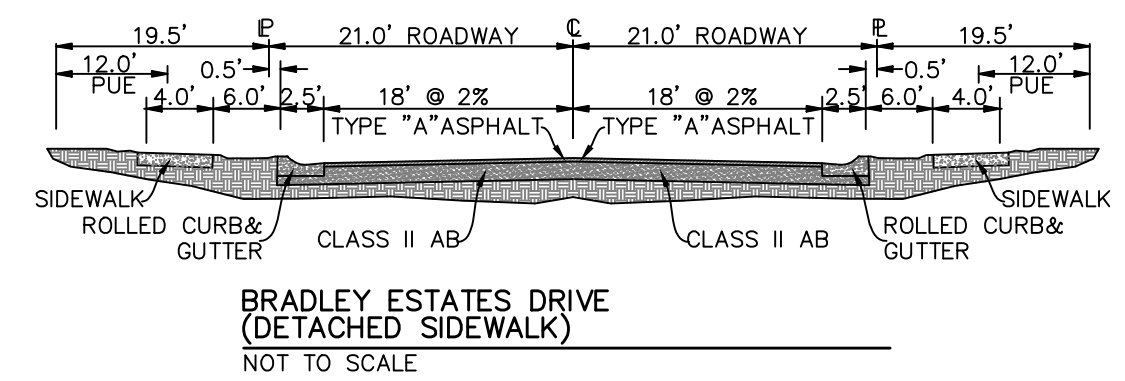 19.5' PL 21.0' ROADWAY CL 21.0' ROADWAY PL 19.5'
12.0' 0.5' 0.5' 12.0'
PUE PUE
4.0' 6.0' 2.5' 18' @ 2% 18' @ 2% 2.5' 6.0' 4.0'
TYPE "A"ASPHALT TYPE "A"ASPHALT
SIDEWALK SIDEWALK
ROLLED CURB& ROLLED CURB&
GUTTER CLASS II AB CLASS II AB GUTTER
BRADLEY ESTATES DRIVE
(DETACHED SIDEWALK)
NOT TO SCALE